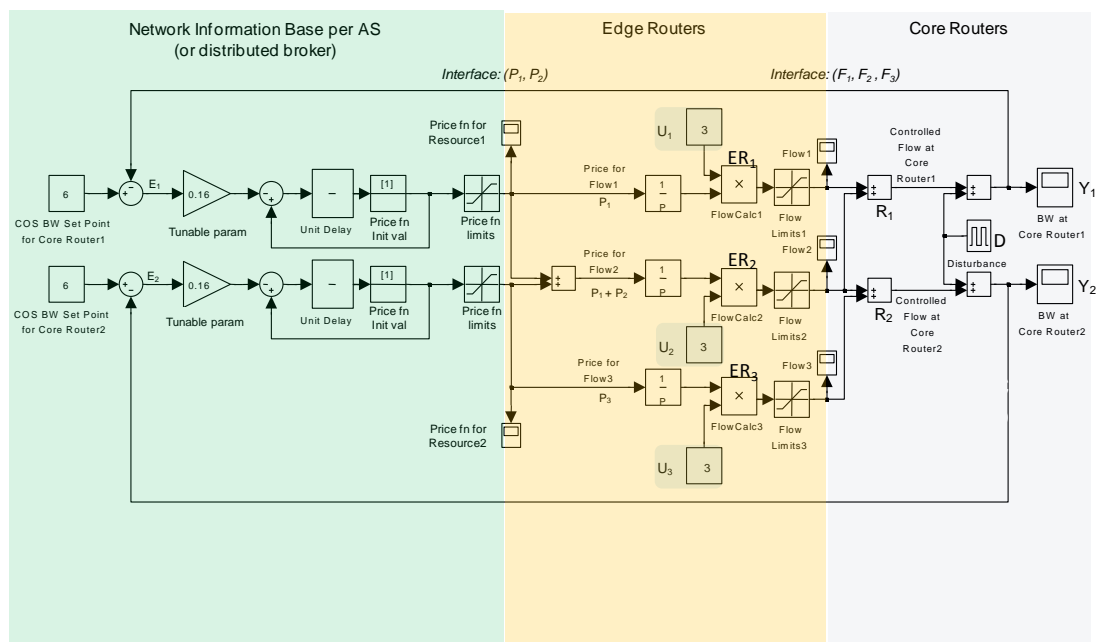 Network Information Base per AS
(or distributed broker)
Edge Routers
Core Routers
Interface: (P1, P2)
Interface: (F1, F2 , F3)
Price fn for
Resource1
U1
3
ER1
Flow1
Controlled
Flow at
Core
Router1
6
E1
0.16
[1]
Price for
Flow1
P1
1
P
×
R1
Y1
COS BW Set Point
for Core Router1
Tunable param
Unit Delay
Price fn
Init val
Price fn
limits
FlowCalc1
Flow
Limits1
BW at
Core Router1
Flow2
D
Disturbance
6
E2
0.16
[1]
Price for
Flow2
P1 + P2
1
P
ER2
×
R2
Y2
COS BW Set Point
for Core Router2
Tunable param
Unit Delay
Price fn
Init val
Price fn
limits
FlowCalc2
Flow
Limits2
Controlled
Flow at
Core
Router2
BW at
Core Router2
U2
3
Price for
Flow3
P3
1
P
ER3
×
Flow3
FlowCalc3
Flow
Limits3
Price fn for
Resource2
U3
3